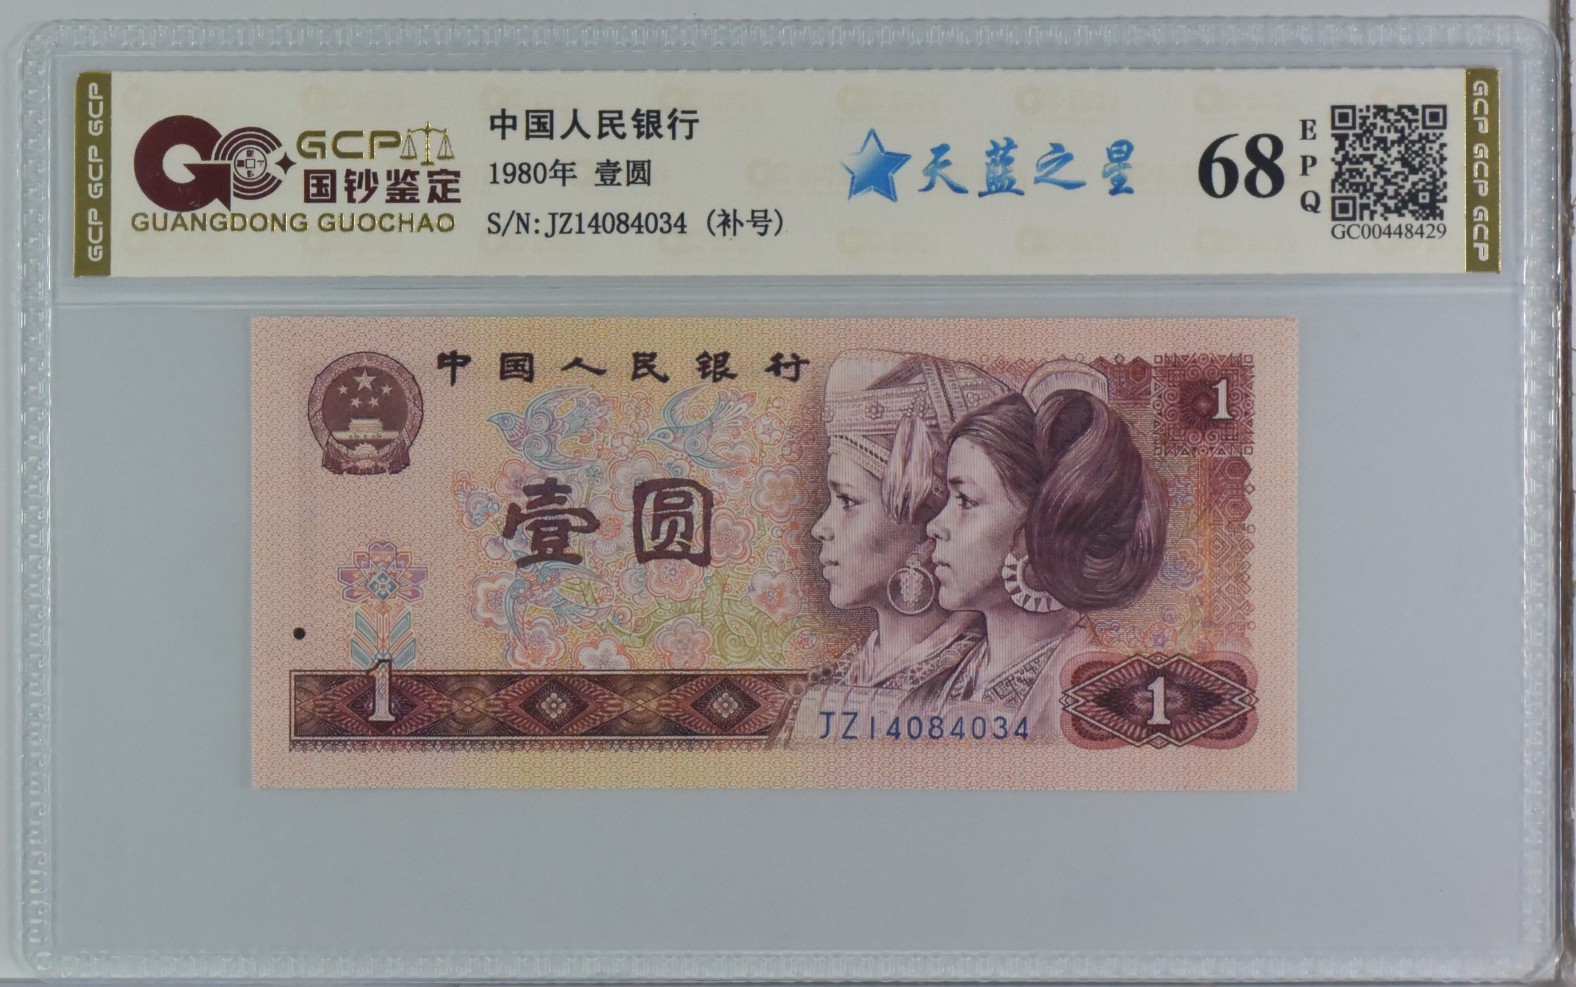 GCP GCP GCP
GCP
国钞鉴定
GUANGDONG GUOCHAO
中国人民银行
1980年 壹圆
S/N:JZ14084034 (补号)
天蓝之星
68
EPQ
GC00448429
GCP GCP GCP
中国人民银行
1
壹圆
1
JZ14084034
1